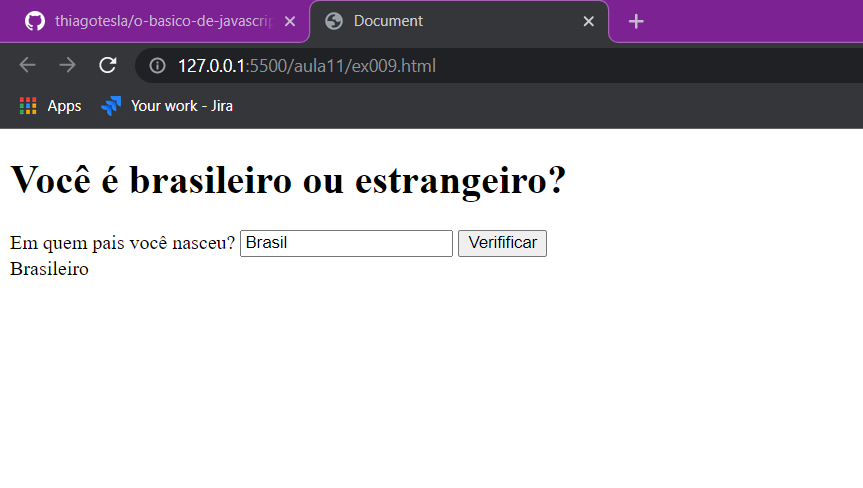 thiagotesla/o-basico-de-javascrip
Document
127.0.0.1:5500/aula11/ex009.html
Apps
Your work - Jira
Você é brasileiro ou estrangeiro?
Em quem pais você nasceu? Brasil Verifificar
Brasileiro